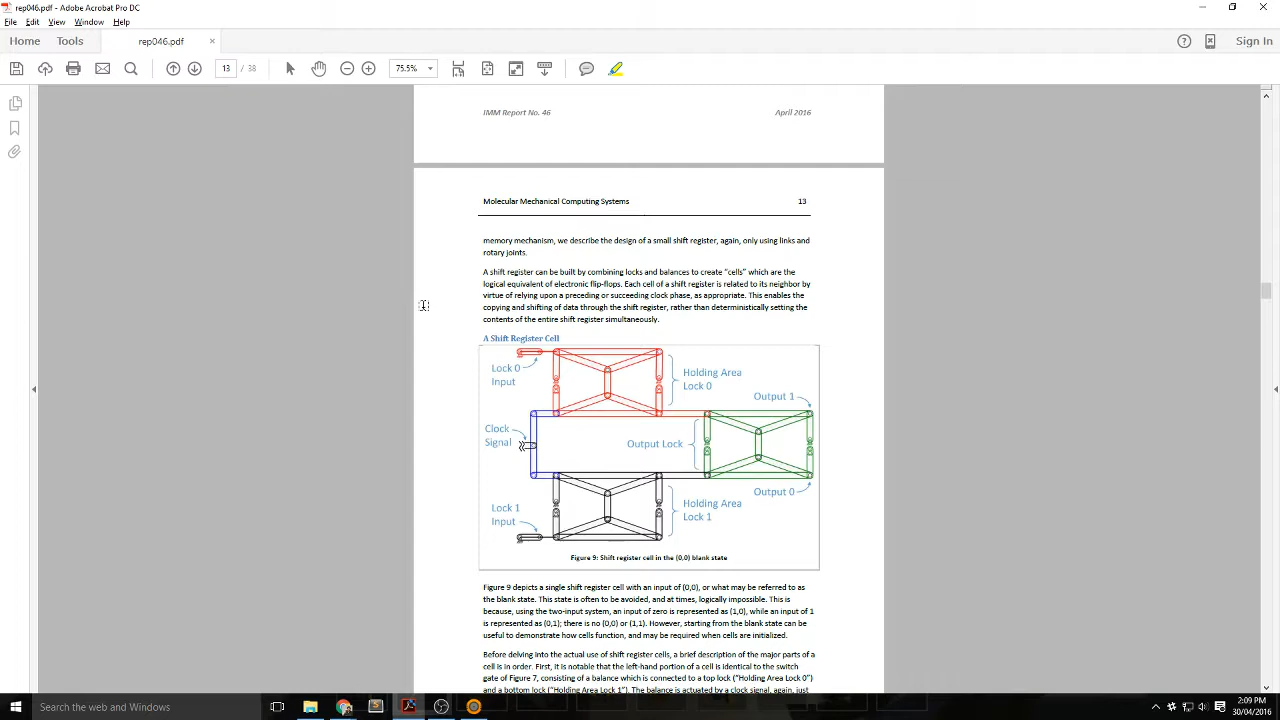 rep046.pdf - Adobe Acrobat Pro DC
File Edit View Window Help
Home Tools rep046.pdf × Sign In
13 / 38 75.5%
IMM Report No. 46 April 2016
Molecular Mechanical Computing Systems 13
memory mechanism, we describe the design of a small shift register, again, only using links and
rotary joints.
A shift register can be built by combining locks and balances to create “cells” which are the
logical equivalent of electronic flip-flops. Each cell of a shift register is related to its neighbor by
virtue of relying upon a preceding or succeeding clock phase, as appropriate. This enables the
copying and shifting of data through the shift register, rather than deterministically setting the
contents of the entire shift register simultaneously.
A Shift Register Cell
Lock 0
Input
Holding Area
Lock 0
Output 1
Clock
Signal
Output Lock
Output 0
Lock 1
Input
Holding Area
Lock 1
Figure 9: Shift register cell in the (0,0) blank state
Figure 9 depicts a single shift register cell with an input of (0,0), or what may be referred to as
the blank state. This state is often to be avoided, and at times, logically impossible. This is
because, using the two-input system, an input of zero is represented as (1,0), while an input of 1
is represented as (0,1); there is no (0,0) or (1,1). However, starting from the blank state can be
useful to demonstrate how cells function, and may be required when cells are initialized.
Before delving into the actual use of shift register cells, a brief description of the major parts of a
cell is in order. First, it is notable that the left-hand portion of a cell is identical to the switch
gate of Figure 7, consisting of a balance which is connected to a top lock (“Holding Area Lock 0”)
and a bottom lock (“Holding Area Lock 1”). The balance is actuated by a clock signal, again, just
Search the web and Windows
2:09 PM
30/04/2016